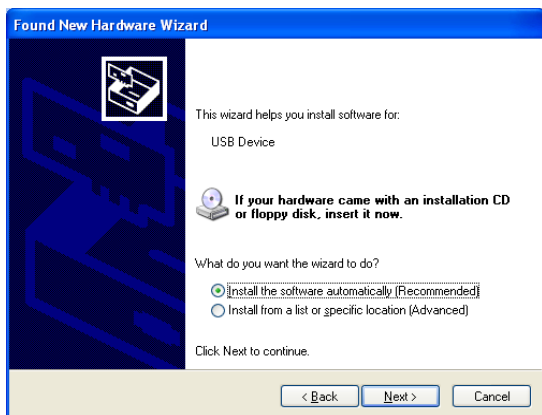 Found New Hardware Wizard
This wizard helps you install software for:
USB Device
If your hardware came with an installation CD
or floppy disk, insert it now.
What do you want the wizard to do?
Install the software automatically (Recommended)
Install from a list or specific location (Advanced)
Click Next to continue.
< Back Next > Cancel